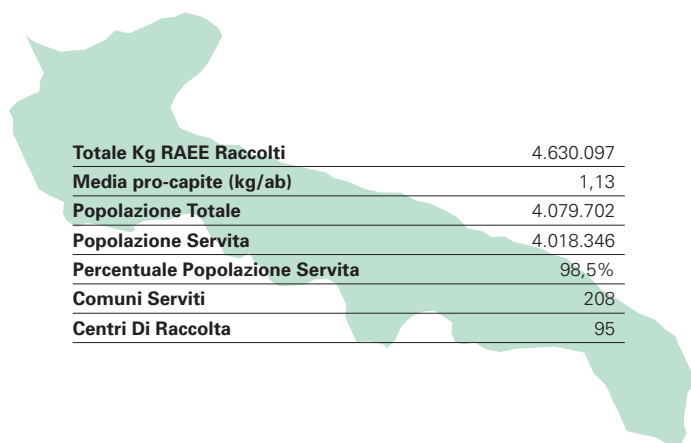 Totale Kg RAEE Raccolti 4.630.097
Media pro-capite (kg/ab) 1,13
Popolazione Totale 4.079.702
Popolazione Servita 4.018.346
Percentuale Popolazione Servita 98,5%
Comuni Serviti 208
Centri Di Raccolta 95